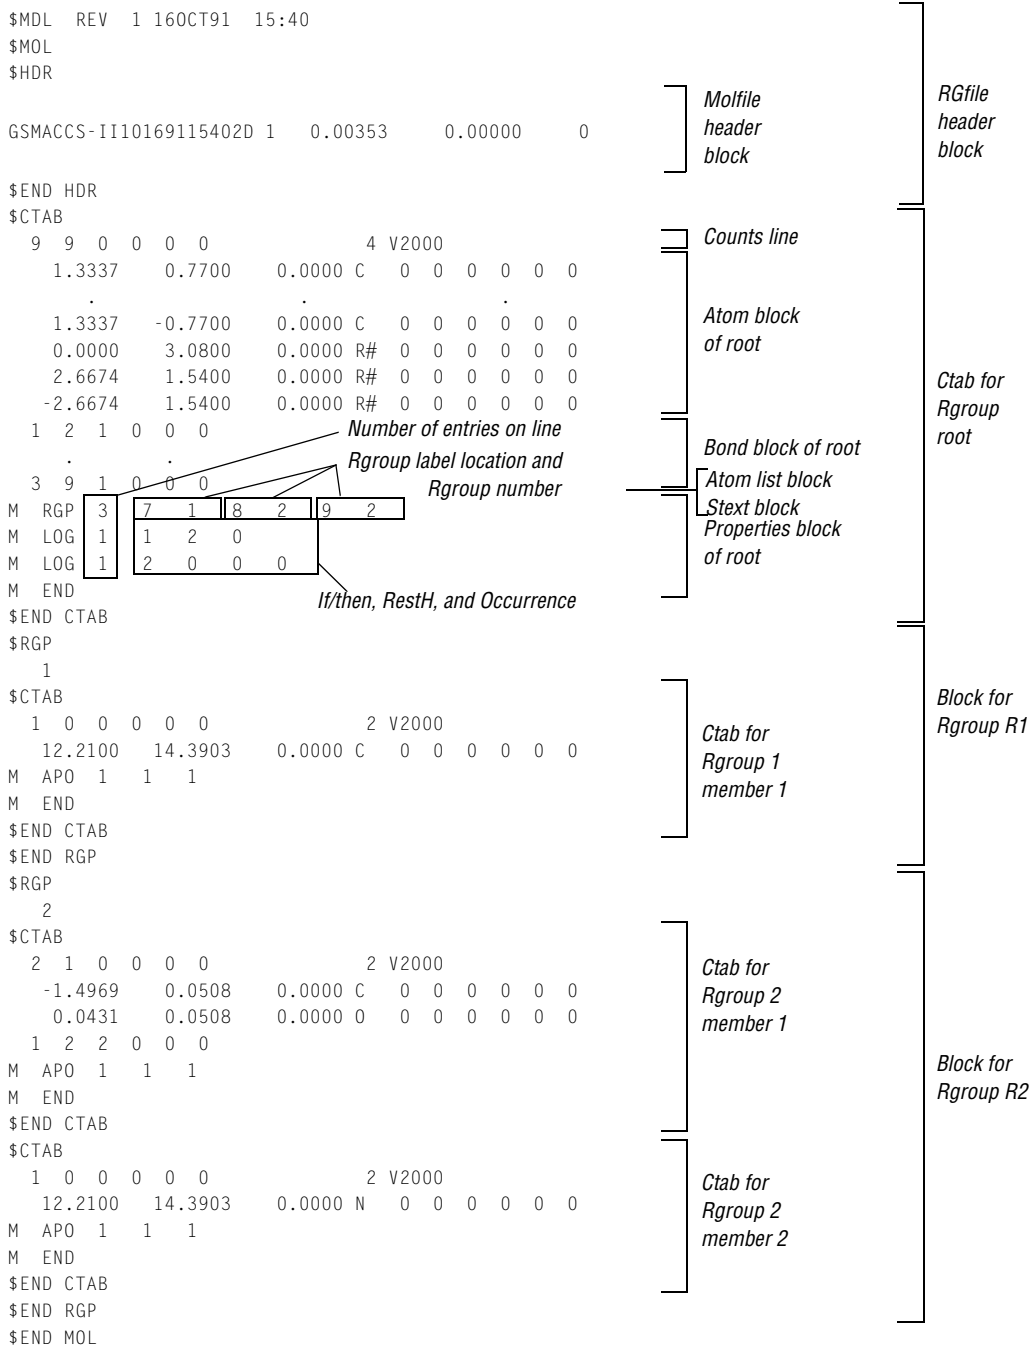 $MDL  REV  1 16OCT91  15:40
$MOL
$HDR
Molfile
header
block
RGfile
header
block
GSMACCS-II10169115402D 1   0.00353     0.00000      0
$END HDR
$CTAB
  9  9  0  0  0  0              4 V2000
Counts line
    1.3337    0.7700    0.0000 C   0  0  0  0  0  0
       .                  .                 .
    1.3337   -0.7700    0.0000 C   0  0  0  0  0  0
    0.0000    3.0800    0.0000 R#  0  0  0  0  0  0
    2.6674    1.5400    0.0000 R#  0  0  0  0  0  0
   -2.6674    1.5400    0.0000 R#  0  0  0  0  0  0
Atom block
of root
Ctab for
Rgroup
root
  1  2  1  0  0  0
Number of entries on line
     .        .
Rgroup label location and
Rgroup number
Bond block of root
  3  9  1  0  0  0
Atom list block
Stext block
M  RGP  3   7   1   8   2   9   2
M  LOG  1   1   2   0
M  LOG  1   2   0   0   0
M  END
Properties block
of root
If/then, RestH, and Occurrence
$END CTAB
$RGP
   1
$CTAB
  1  0  0  0  0  0              2 V2000
   12.2100   14.3903    0.0000 C   0  0  0  0  0  0
M  APO  1   1   1
M  END
$END CTAB
$END RGP
Ctab for
Rgroup 1
member 1
Block for
Rgroup R1
$RGP
   2
$CTAB
  2  1  0  0  0  0              2 V2000
   -1.4969    0.0508    0.0000 C   0  0  0  0  0  0
    0.0431    0.0508    0.0000 O   0  0  0  0  0  0
  1  2  2  0  0  0
M  APO  1   1   1
M  END
$END CTAB
Ctab for
Rgroup 2
member 1
Block for
Rgroup R2
$CTAB
  1  0  0  0  0  0              2 V2000
   12.2100   14.3903    0.0000 N   0  0  0  0  0  0
M  APO  1   1   1
M  END
$END CTAB
Ctab for
Rgroup 2
member 2
$END RGP
$END MOL